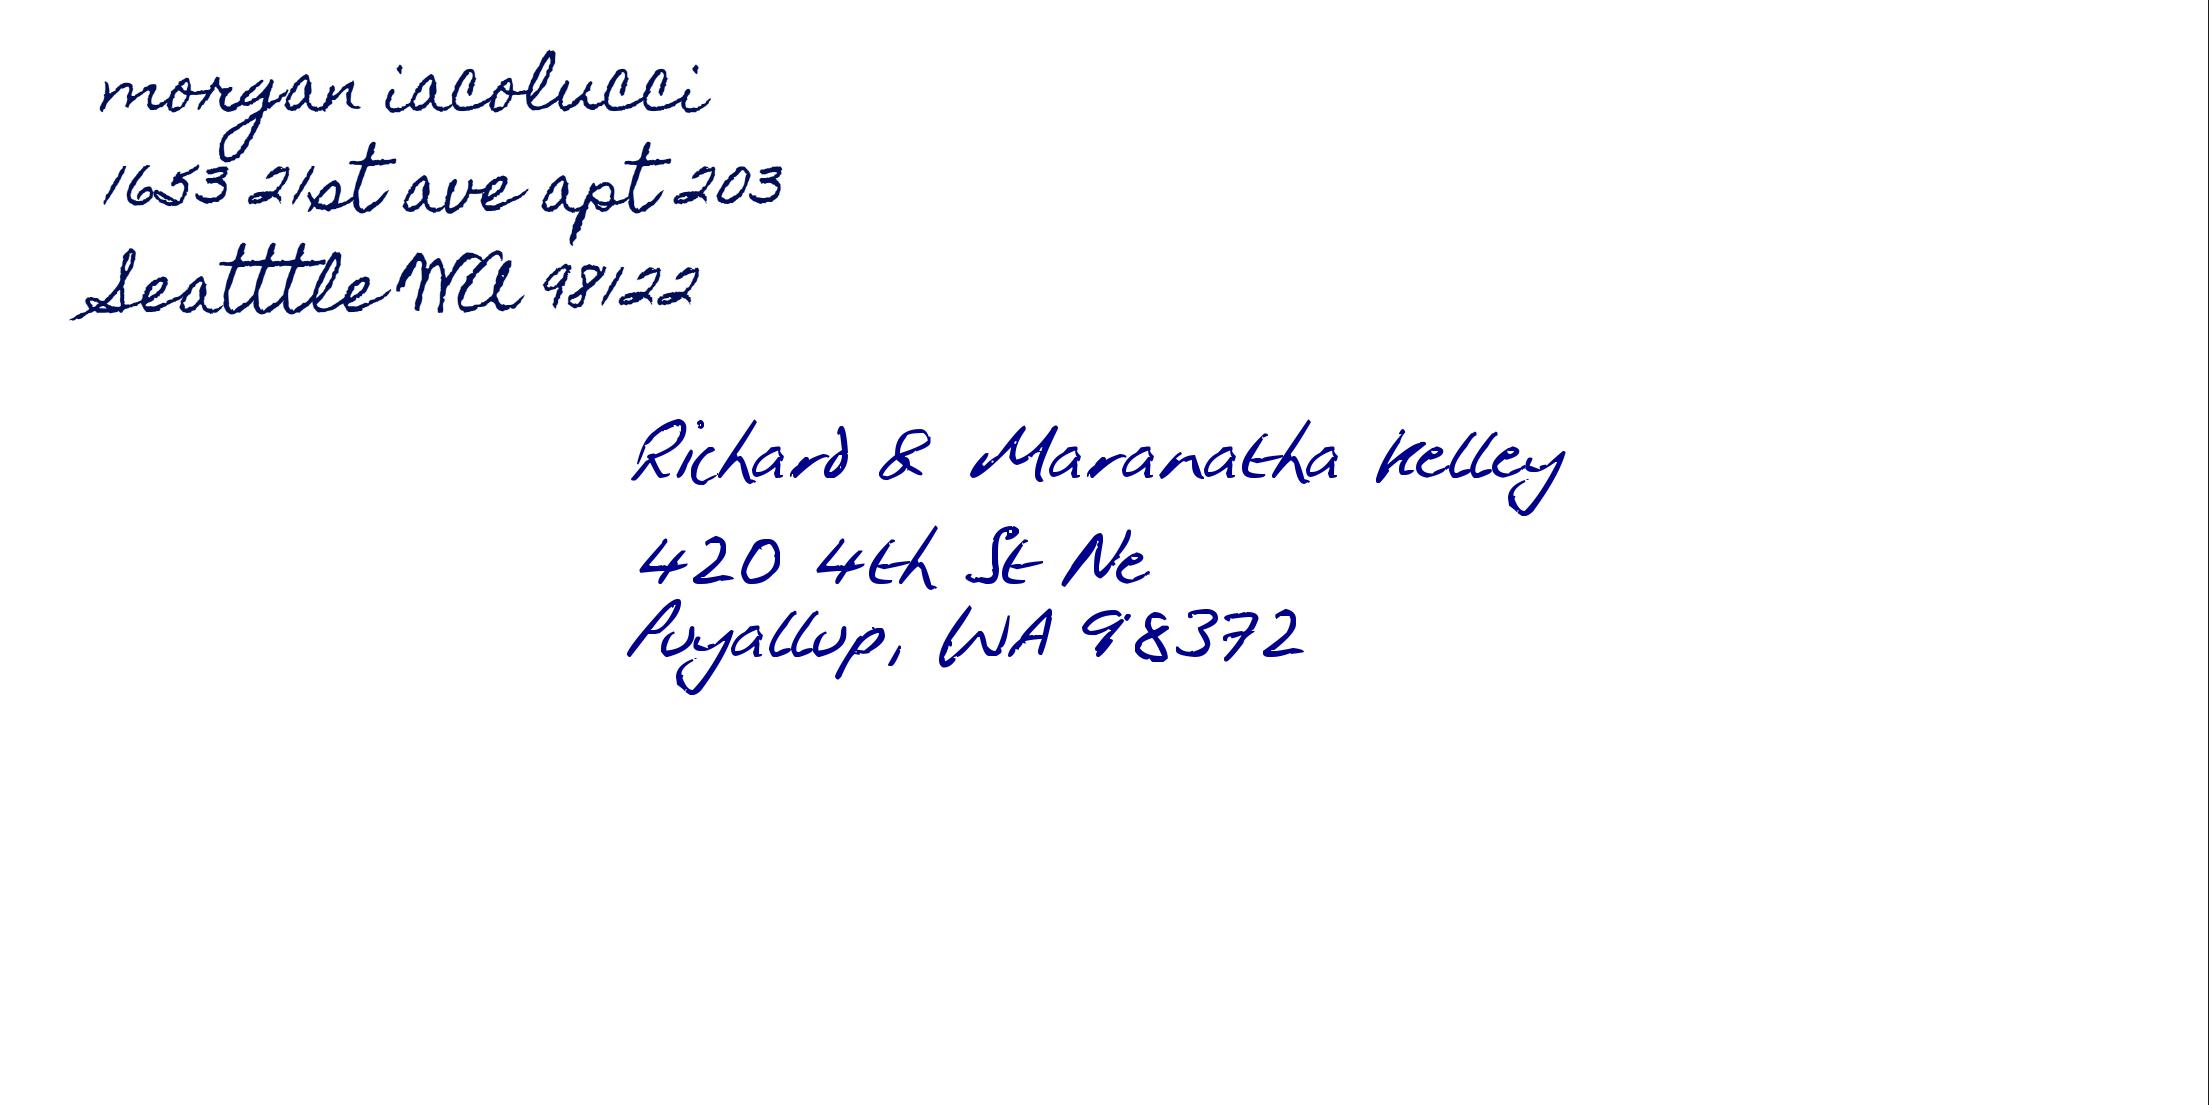 morgan iacolucci
1653 21st ave apt 203
Seatttle WA 98122
Richard & Maranatha Kelley
420 4th St Ne
Puyallup, WA 98372